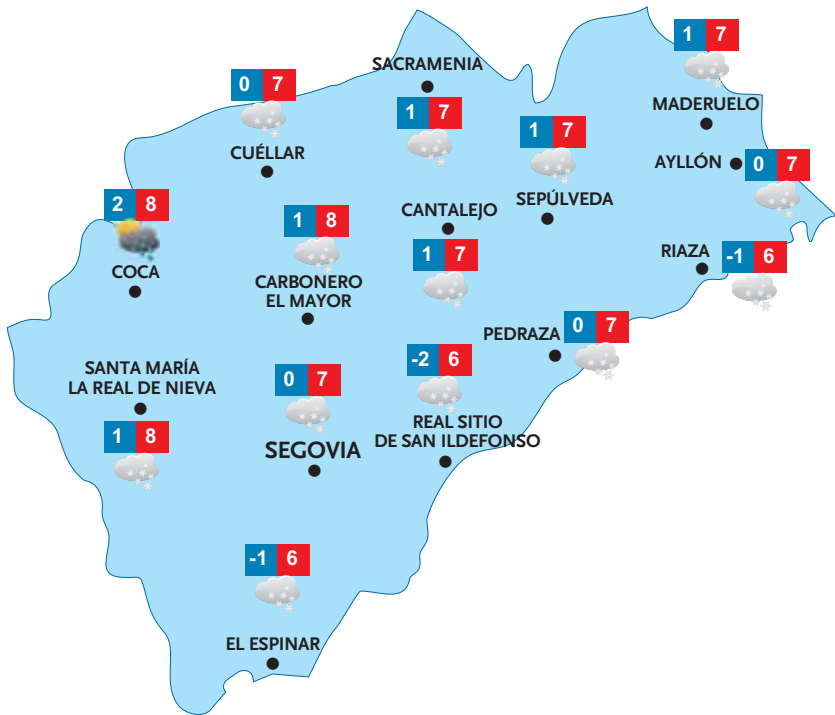 1 7
MADERUELO
SACRAMENIA
1 7
0 7
CUÉLLAR
1 7
SEPÚLVEDA
AYLLÓN
0 7
2 8
COCA
1 8
CARBONERO
EL MAYOR
CANTALEJO
1 7
RIAZA
-1 6
PEDRAZA
0 7
SANTA MARÍA
LA REAL DE NIEVA
1 8
0 7
SEGOVIA
-2 6
REAL SITIO
DE SAN ILDEFONSO
-1 6
EL ESPINAR